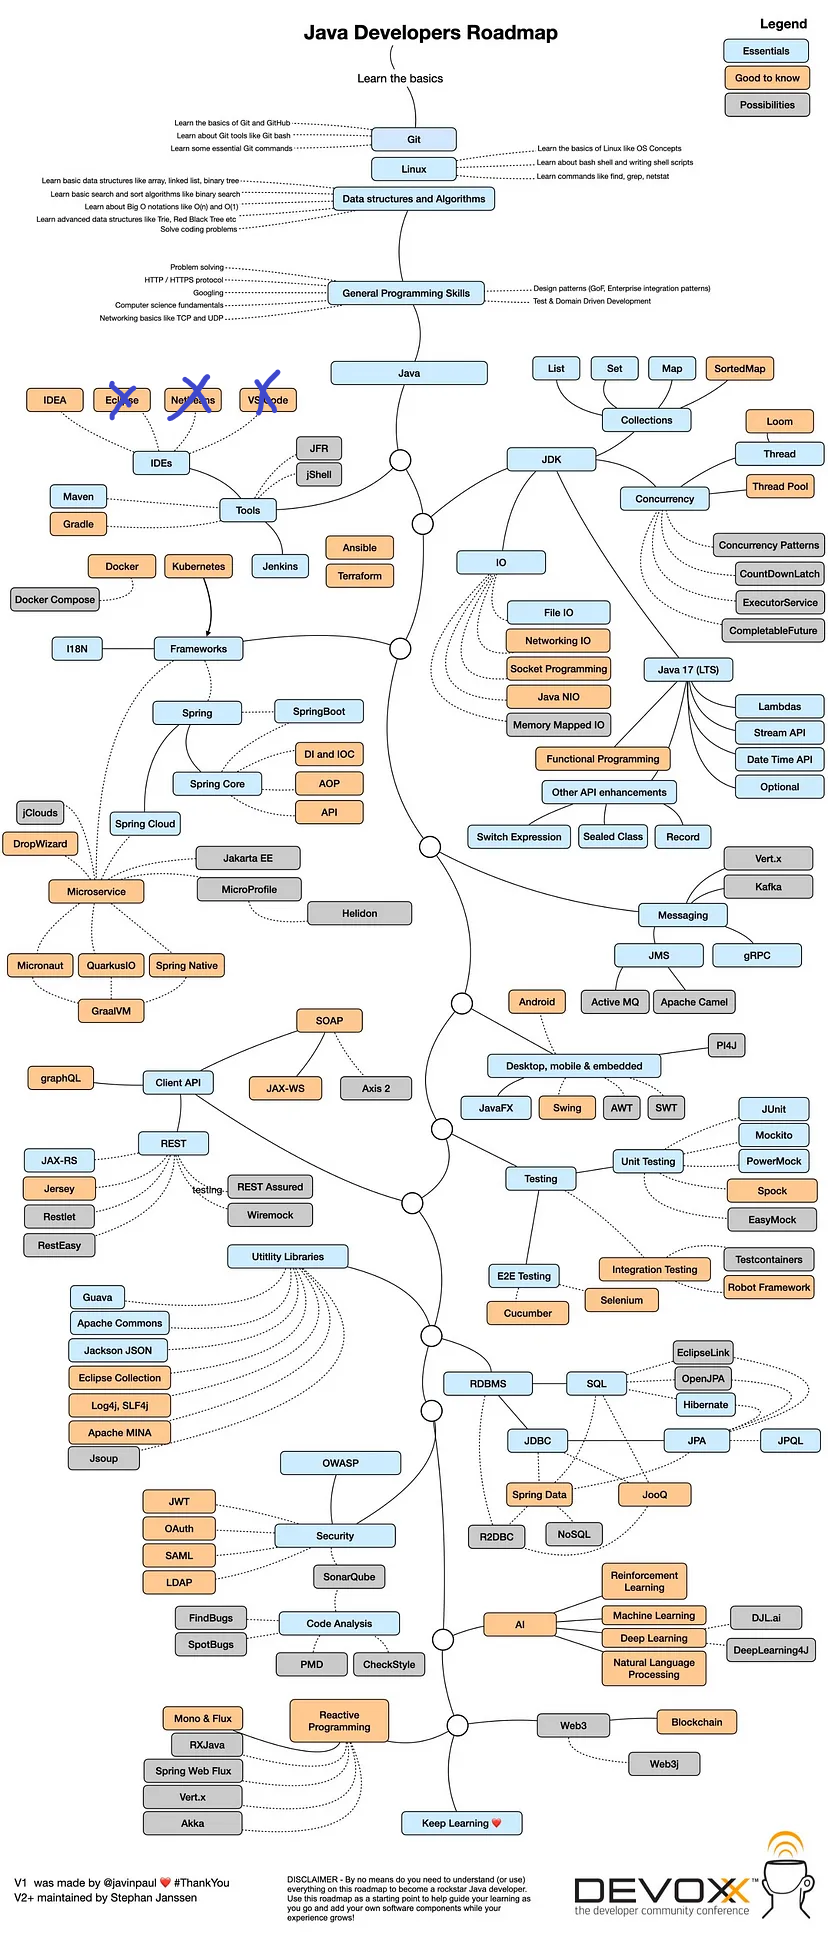 Java Developers Roadmap
Legend
Essentials
Good to know
Possibilities
Learn the basics
Learn the basics of Git and GitHub
Learn about Git tools like Git bash
Learn some essential Git commands
Git
Linux
Learn the basics of Linux like OS Concepts
Learn about bash shell and writing shell scripts
Learn commands like find, grep, netstat
Learn basic data structures like array, linked list, binary tree
Learn basic search and sort algorithms like binary search
Learn about Big O notations like O(n) and O(1)
Learn advanced data structures like Trie, Red Black Tree etc
Solve coding problems
Data structures and Algorithms
Problem solving
HTTP / HTTPS protocol
Googling
Computer science fundamentals
Networking basics like TCP and UDP
General Programming Skills
Design patterns (GoF, Enterprise integration patterns)
Test & Domain Driven Development
Java
IDEA
Eclipse
NetBeans
VS Code
IDEs
JFR
jShell
Maven
Gradle
Tools
Jenkins
List
Set
Map
SortedMap
Collections
JDK
Loom
Thread
Thread Pool
Concurrency
Concurrency Patterns
CountDownLatch
ExecutorService
CompletableFuture
Ansible
Terraform
Docker
Kubernetes
Docker Compose
I18N
Frameworks
IO
File IO
Networking IO
Socket Programming
Java NIO
Memory Mapped IO
Java 17 (LTS)
Lambdas
Stream API
Date Time API
Optional
Functional Programming
Other API enhancements
Switch Expression
Sealed Class
Record
Spring
SpringBoot
Spring Core
DI and IOC
AOP
API
Spring Cloud
jClouds
DropWizard
Microservice
Jakarta EE
MicroProfile
Helidon
Micronaut
QuarkusIO
Spring Native
GraalVM
Vert.x
Kafka
Messaging
JMS
gRPC
Active MQ
Apache Camel
Android
Desktop, mobile & embedded
PI4J
JavaFX
Swing
AWT
SWT
SOAP
graphQL
Client API
JAX-WS
Axis 2
REST
JAX-RS
Jersey
Restlet
RestEasy
testing
REST Assured
Wiremock
Testing
Unit Testing
JUnit
Mockito
PowerMock
Spock
EasyMock
E2E Testing
Cucumber
Selenium
Integration Testing
Testcontainers
Robot Framework
Utitlity Libraries
Guava
Apache Commons
Jackson JSON
Eclipse Collection
Log4j, SLF4j
Apache MINA
Jsoup
RDBMS
SQL
EclipseLink
OpenJPA
Hibernate
JDBC
JPA
JPQL
Spring Data
JooQ
R2DBC
NoSQL
OWASP
JWT
OAuth
SAML
LDAP
Security
SonarQube
FindBugs
SpotBugs
Code Analysis
PMD
CheckStyle
AI
Reinforcement
Learning
Machine Learning
Deep Learning
Natural Language
Processing
DJL.ai
DeepLearning4J
Mono & Flux
RXJava
Spring Web Flux
Vert.x
Akka
Reactive
Programming
Web3
Blockchain
Web3j
Keep Learning ❤️
V1 was made by @javinpaul ❤️ #ThankYou
V2+ maintained by Stephan Janssen
DISCLAIMER - By no means do you need to understand (or use)
everything on this roadmap to become a rockstar Java developer.
Use this roadmap as a starting point to help guide your learning as
you go and add your own software components while your
experience grows!
DEVOXX™
the developer community conference